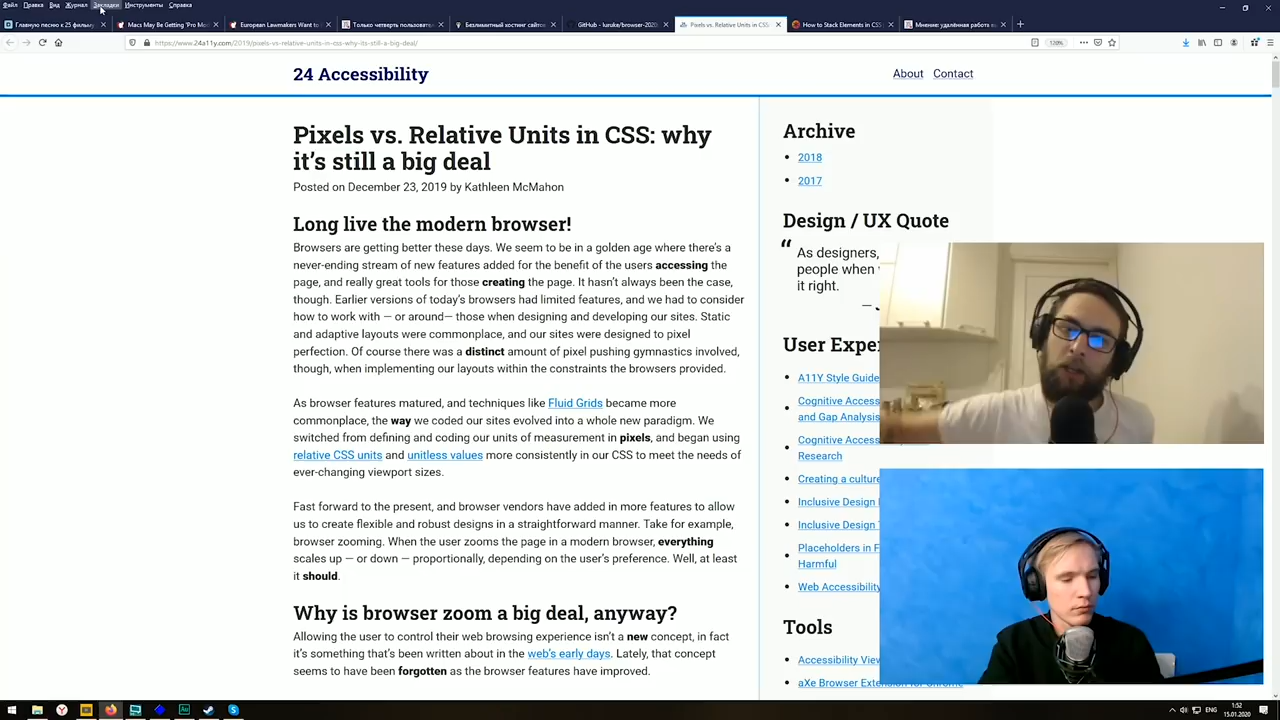 Файл Правка Вид Журнал Закладки Инструменты Справка
Главную песню к 25 фильму
Macs May Be Getting 'Pro Mo
European Lawmakers Want to
Только четверть пользовател
Безлимитный хостинг сайтов
GitHub - luruke/browser-2020
Pixels vs. Relative Units in CSS:
How to Stack Elements in CSS
Мнение: удалённая работа в
https://www.24a11y.com/2019/pixels-vs-relative-units-in-css-why-its-still-a-big-deal/
130%
24 Accessibility
About Contact
Pixels vs. Relative Units in CSS: why
it’s still a big deal
Posted on December 23, 2019 by Kathleen McMahon
Long live the modern browser!
Browsers are getting better these days. We seem to be in a golden age where there’s a
never-ending stream of new features added for the benefit of the users accessing the
page, and really great tools for those creating the page. It hasn’t always been the case,
though. Earlier versions of today’s browsers had limited features, and we had to consider
how to work with — or around— those when designing and developing our sites. Static
and adaptive layouts were commonplace, and our sites were designed to pixel
perfection. Of course there was a distinct amount of pixel pushing gymnastics involved,
though, when implementing our layouts within the constraints the browsers provided.
As browser features matured, and techniques like Fluid Grids became more
commonplace, the way we coded our sites evolved into a whole new paradigm. We
switched from defining and coding our units of measurement in pixels, and began using
relative CSS units and unitless values more consistently in our CSS to meet the needs of
ever-changing viewport sizes.
Fast forward to the present, and browser vendors have added in more features to allow
us to create flexible and robust designs in a straightforward manner. Take for example,
browser zooming. When the user zooms the page in a modern browser, everything
scales up — or down — proportionally, depending on the user’s preference. Well, at least
it should.
Why is browser zoom a big deal, anyway?
Allowing the user to control their web browsing experience isn’t a new concept, in fact
it’s something that’s been written about in the web’s early days. Lately, that concept
seems to have been forgotten as the browser features have improved.
Archive
2018
2017
Design / UX Quote
“ As designers,
people when
it right.
—
User Exper
A11Y Style Guide
Cognitive Access
and Gap Analysis
Cognitive Access
Research
Creating a culture
Inclusive Design
Inclusive Design
Placeholders in F
Harmful
Web Accessibility
Tools
Accessibility View
aXe Browser Extension for Chrome
ENG
1:52
15.01.2020